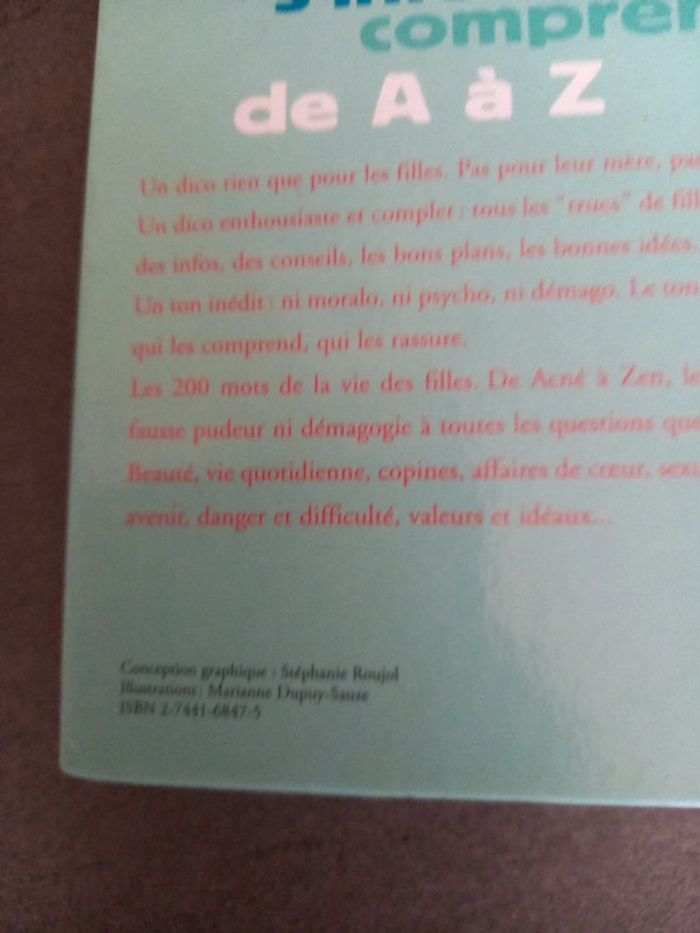 compren
de A à Z
Un dico rien que pour les filles. Pas pour leur mère, pas
Un dico enthousiaste et complet : tous les "trucs" de fill
des infos, des conseils, les bons plans, les bonnes idées.
Un ton inédit : ni moralo, ni psycho, ni démago. Le ton
qui les comprend, qui les rassure.
Les 200 mots de la vie des filles. De Acné à Zen, le
fausse pudeur ni démagogie à toutes les questions que
Beauté, vie quotidienne, copines, affaires de cœur, sexu
avenir, danger et difficulté, valeurs et idéaux...
Conception graphique : Stéphanie Roujol
Illustrations : Marianne Dupuy-Sauze
ISBN 2-7441-6847-5